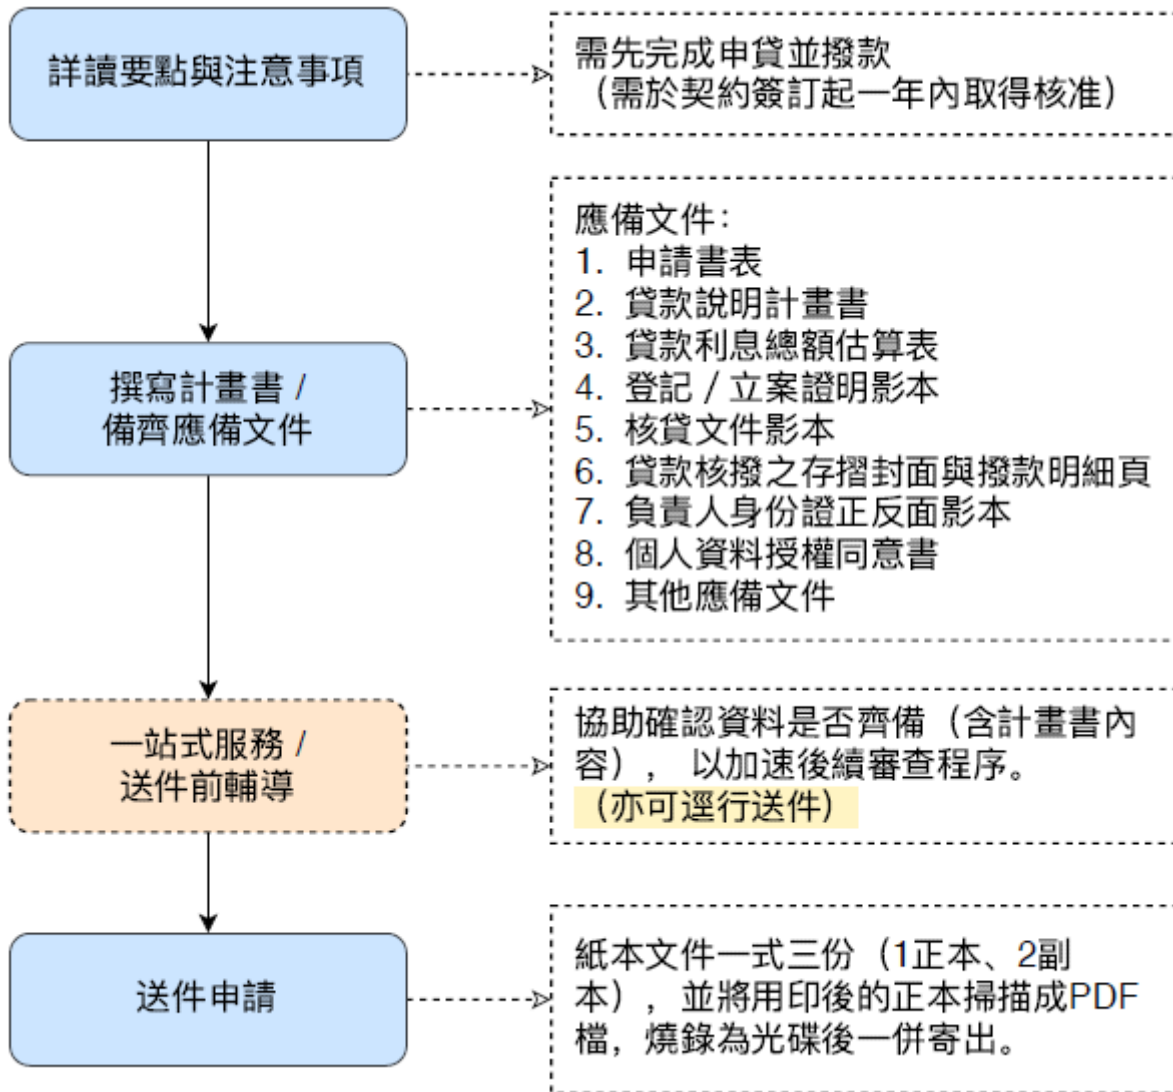 詳讀要點與注意事項
需先完成申貸並撥款
（需於契約簽訂起一年內取得核准）
撰寫計畫書 /
備齊應備文件
應備文件：
1. 申請書表
2. 貸款說明計畫書
3. 貸款利息總額估算表
4. 登記 / 立案證明影本
5. 核貸文件影本
6. 貸款核撥之存摺封面與撥款明細頁
7. 負責人身份證正反面影本
8. 個人資料授權同意書
9. 其他應備文件
一站式服務 /
送件前輔導
協助確認資料是否齊備（含計畫書內
容）， 以加速後續審查程序。
（亦可逕行送件）
送件申請
紙本文件一式三份（1正本、2副
本），並將用印後的正本掃描成PDF
檔，燒錄為光碟後一併寄出。